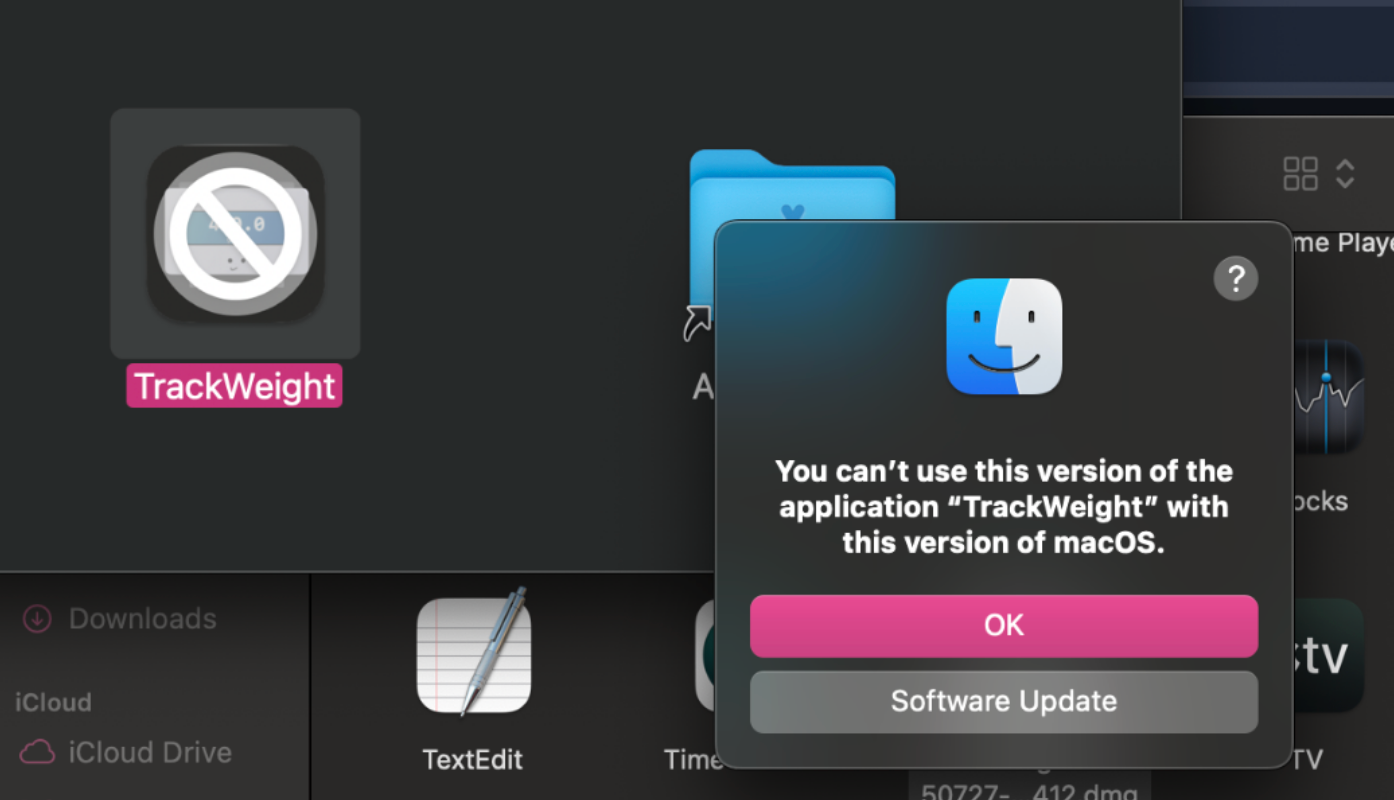 TrackWeight
?
You can't use this version of the
application “TrackWeight” with
this version of macOS.
OK
Software Update
Downloads
iCloud
iCloud Drive
TextEdit
Time
me Playe
ocks
tv
TV
50727-_412.dmg